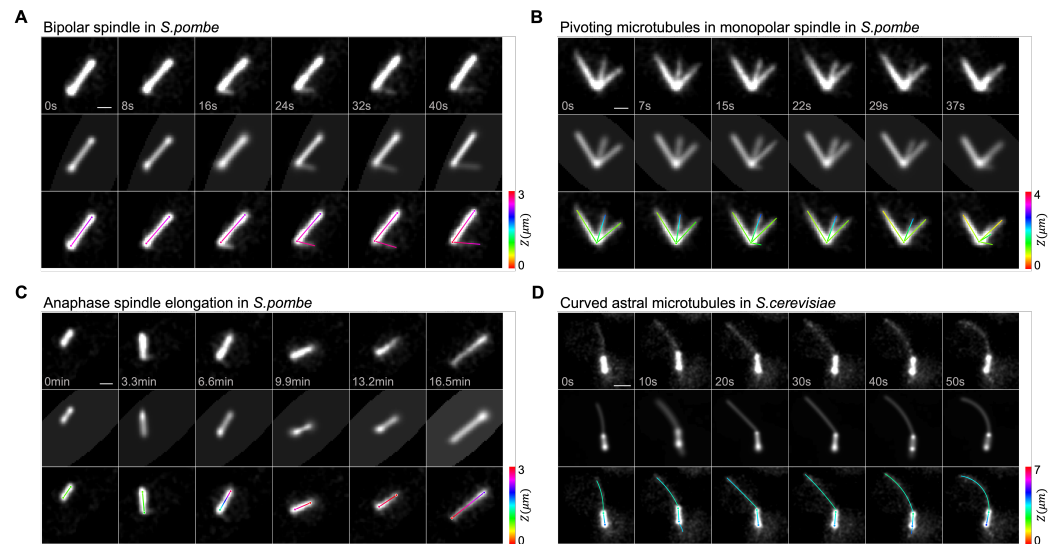 A
Bipolar spindle in S.pombe
0s
8s
16s
24s
32s
40s
3
Z(μm)
0
B
Pivoting microtubules in monopolar spindle in S.pombe
0s
7s
15s
22s
29s
37s
4
Z(μm)
0
C
Anaphase spindle elongation in S.pombe
0min
3.3min
6.6min
9.9min
13.2min
16.5min
3
Z(μm)
0
D
Curved astral microtubules in S.cerevisiae
0s
10s
20s
30s
40s
50s
7
Z(μm)
0